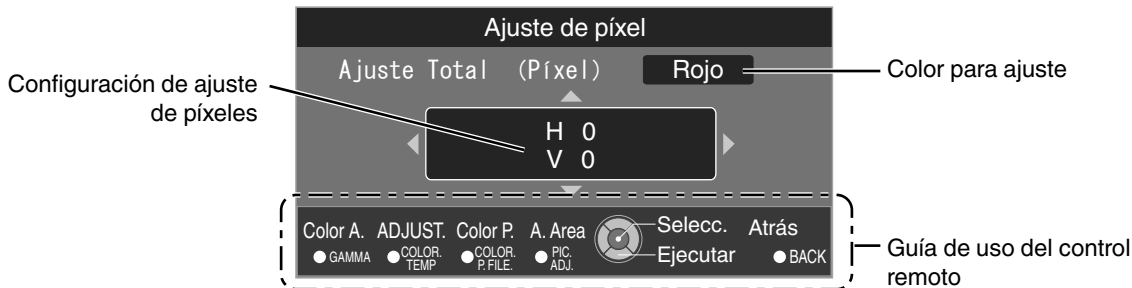 Ajuste de píxel
Ajuste Total (Píxel) Rojo
Color para ajuste
Configuración de ajuste
de píxeles
H 0
V 0
Color A. ADJUST. Color P. A. Area Selecc. Atrás
GAMMA COLOR. TEMP COLOR. P. FILE. PIC. ADJ. Ejecutar BACK
Guía de uso del control
remoto